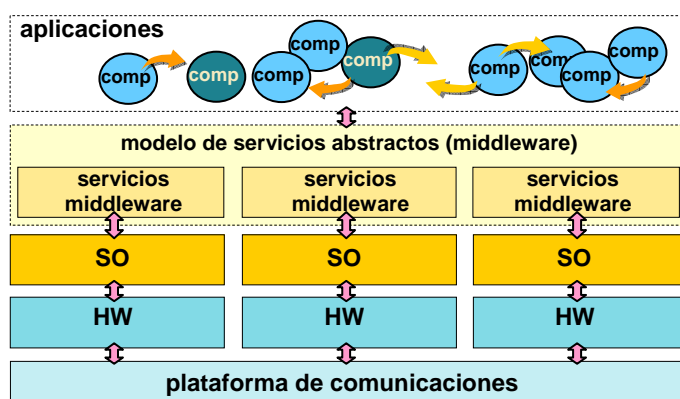 aplicaciones
comp
comp
comp
comp
comp
comp
comp
comp
comp
modelo de servicios abstractos (middleware)
servicios
middleware
servicios
middleware
servicios
middleware
SO
SO
SO
HW
HW
HW
plataforma de comunicaciones